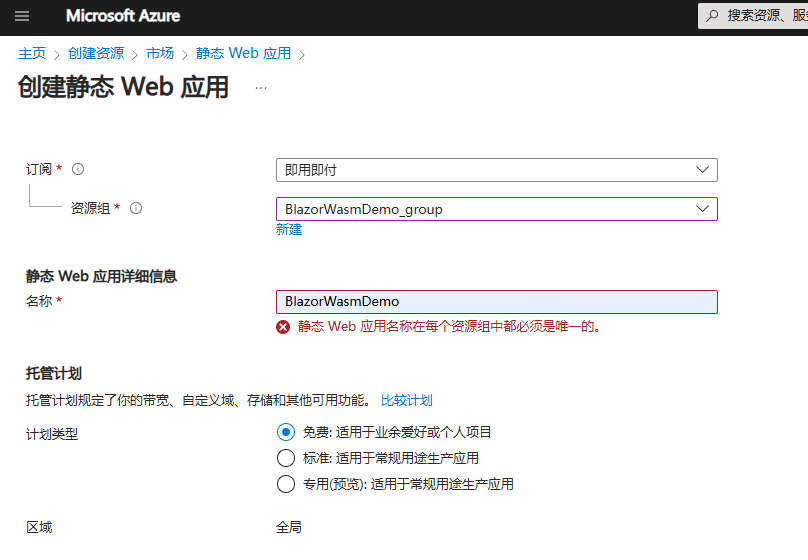 Microsoft Azure
搜索资源、服
主页 > 创建资源 > 市场 > 静态 Web 应用 >
创建静态 Web 应用 ...
订阅 * 即用即付
资源组 * BlazorWasmDemo_group
新建
静态 Web 应用详细信息
名称 * BlazorWasmDemo
静态 Web 应用名称在每个资源组中都必须是唯一的。
托管计划
托管计划规定了你的带宽、自定义域、存储和其他可用功能。 比较计划
计划类型
免费: 适用于业余爱好或个人项目
标准: 适用于常规用途生产应用
专用(预览): 适用于常规用途生产应用
区域 全局